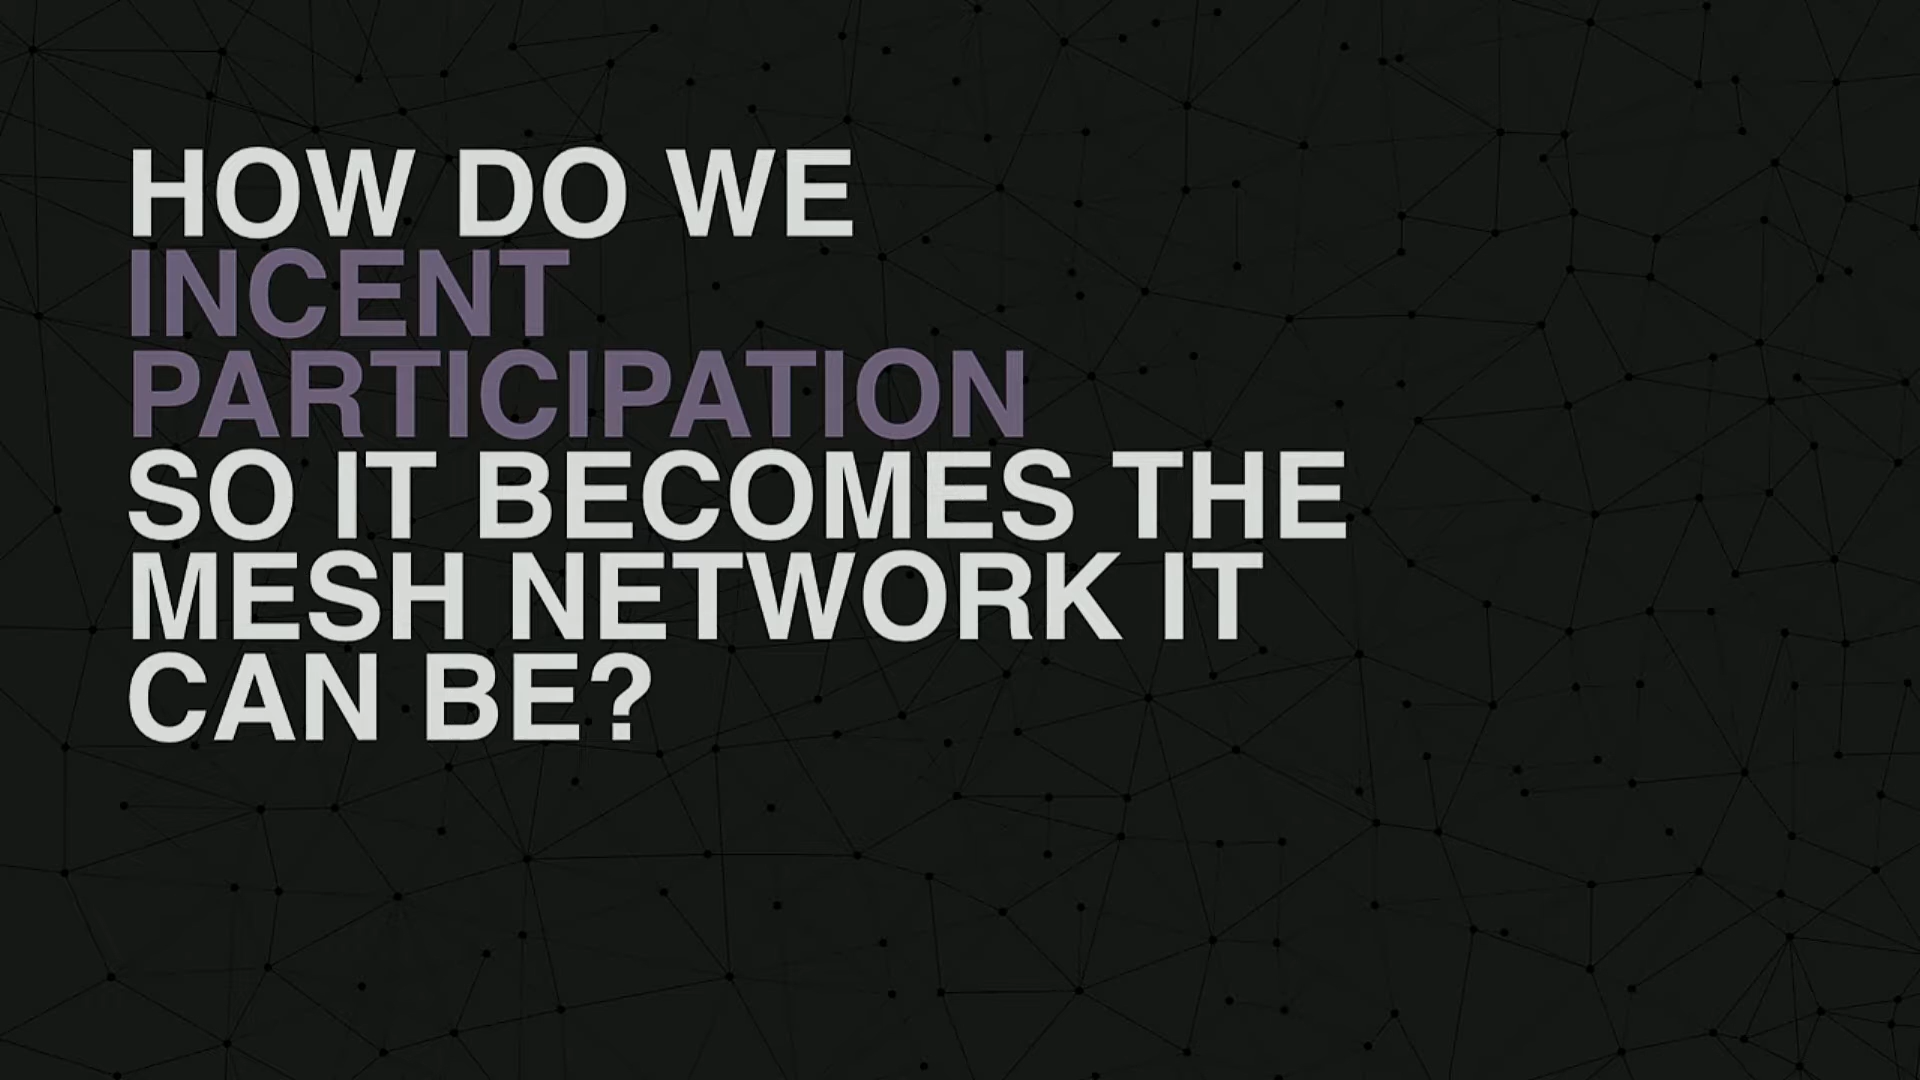 HOW DO WE
INCENT
PARTICIPATION
SO IT BECOMES THE
MESH NETWORK IT
CAN BE?